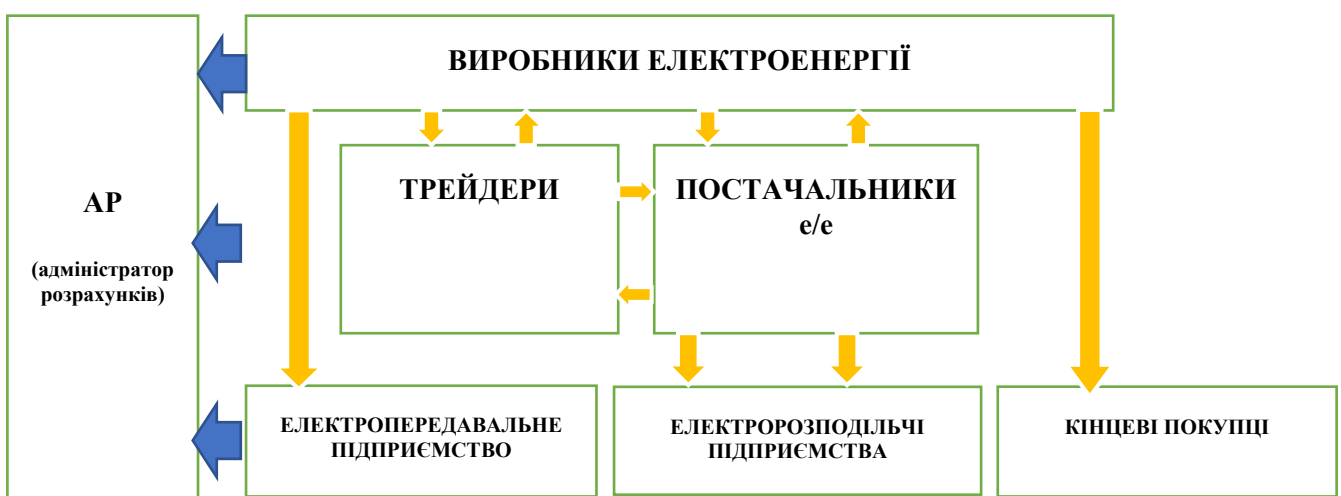 ВИРОБНИКИ ЕЛЕКТРОЕНЕРГІЇ
АР
(адміністратор
розрахунків)
ТРЕЙДЕРИ
ПОСТАЧАЛЬНИКИ
е/е
ЕЛЕКТРОПЕРЕДАВАЛЬНЕ
ПІДПРИЄМСТВО
ЕЛЕКТРОРОЗПОДІЛЬЧІ
ПІДПРИЄМСТВА
КІНЦЕВІ ПОКУПЦІ